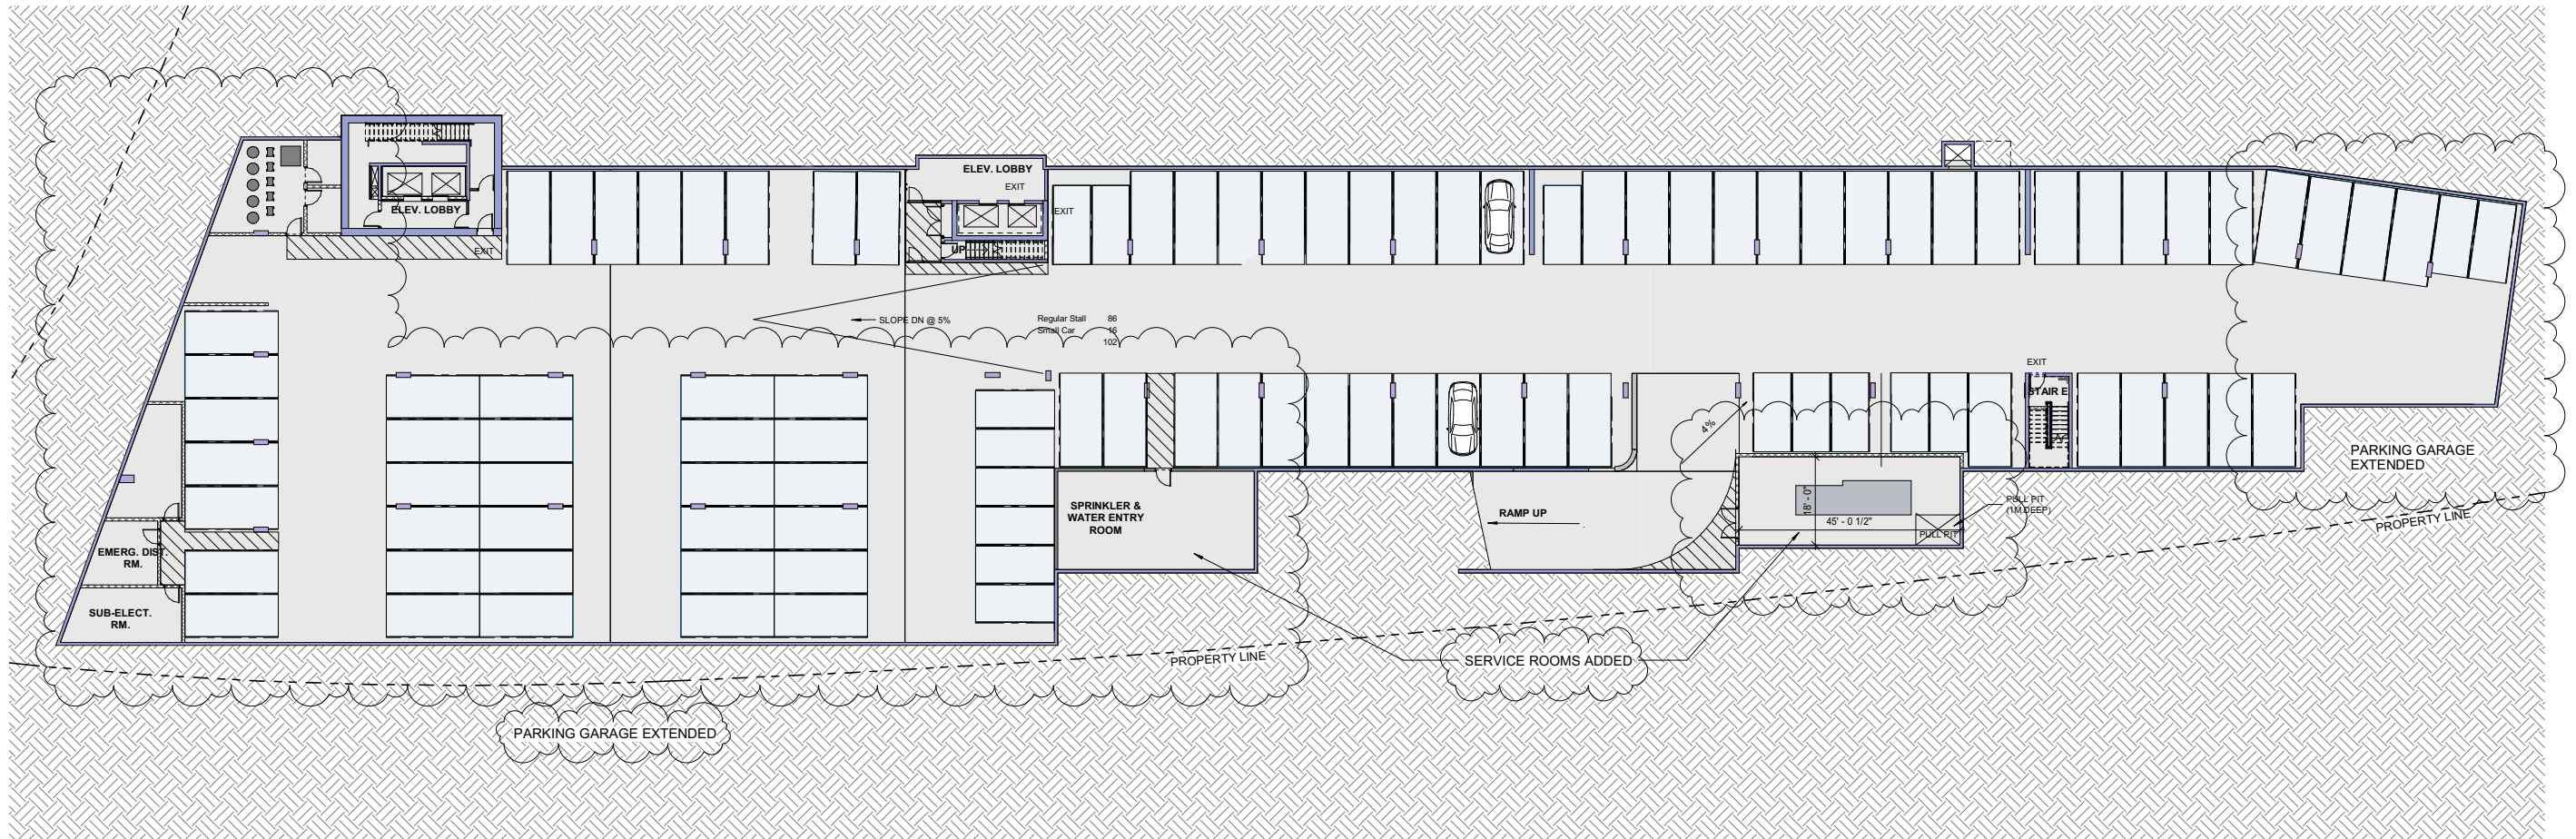 ELEV. LOBBY
EXIT
ELEV. LOBBY
EXIT
EXIT
UP
SLOPE DN @ 5%
Regular Stall 86
Small Car 16
102
EXIT
STAIR E
4%
PARKING GARAGE
EXTENDED
SPRINKLER &
WATER ENTRY
ROOM
RAMP UP
18' - 0"
45' - 0 1/2"
PULL PIT
(1M DEEP)
PULL PIT
PROPERTY LINE
EMERG. DIST.
RM.
SUB-ELECT.
RM.
PROPERTY LINE
SERVICE ROOMS ADDED
PARKING GARAGE EXTENDED